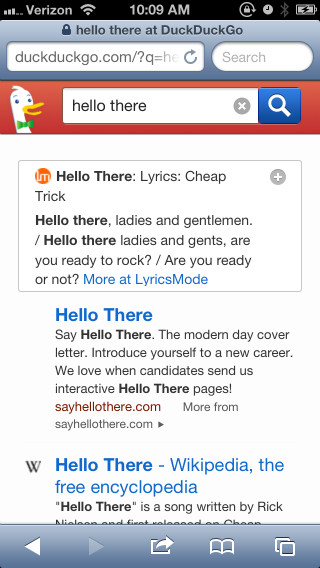 Verizon 10:09 AM
hello there at DuckDuckGo
duckduckgo.com/?q=he Search
hello there
Hello There: Lyrics: Cheap
Trick
Hello there, ladies and gentlemen.
/ Hello there ladies and gents, are
you ready to rock? / Are you ready
or not? More at LyricsMode
Hello There
Say Hello There. The modern day cover
letter. Introduce yourself to a new career.
We love when candidates send us
interactive Hello There pages!
sayhellothere.com More from
sayhellothere.com
W Hello There - Wikipedia, the
free encyclopedia
"Hello There" is a song written by Rick
Nielsen and first released on Cheap